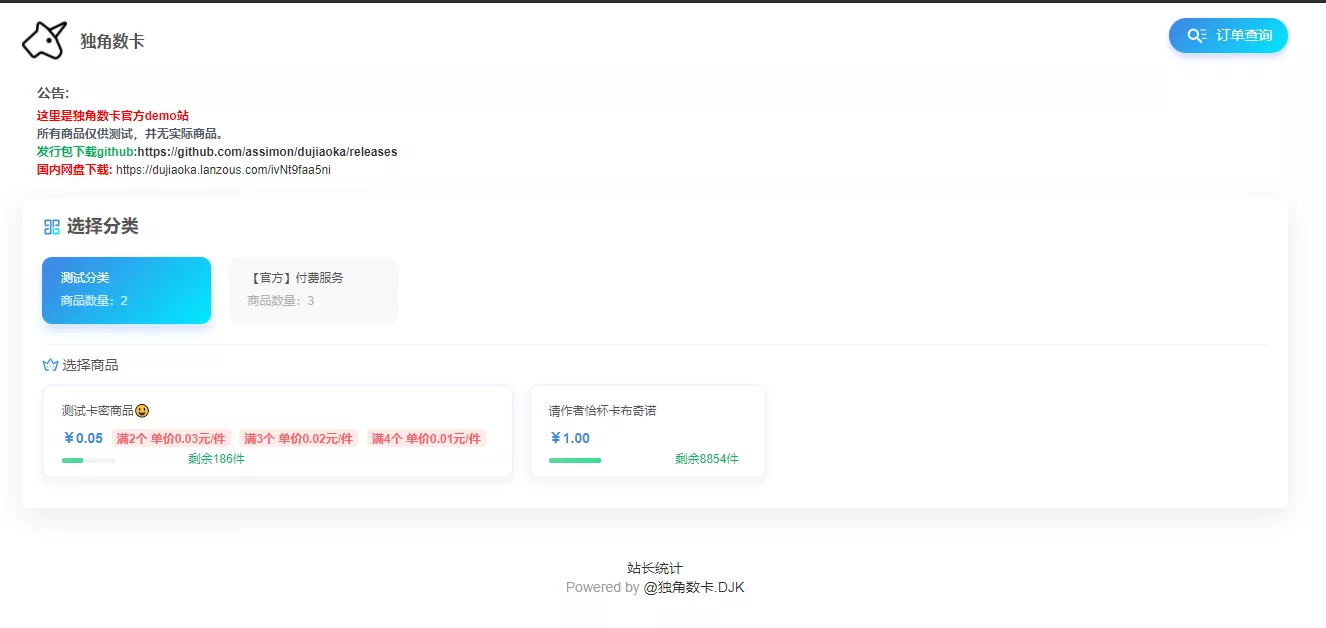 独角数卡
订单查询
公告:
这里是独角数卡官方demo站
所有商品仅供测试，并无实际商品。
发行包下载github:https://github.com/assimon/dujiaoka/releases
国内网盘下载: https://dujiaoka.lanzous.com/ivNt9faa5ni
选择分类
测试分类
商品数量：2
【官方】付费服务
商品数量：3
选择商品
测试卡密商品😃
￥0.05 满2个 单价0.03元/件 满3个 单价0.02元/件 满4个 单价0.01元/件
剩余186件
请作者恰杯卡布奇诺
￥1.00
剩余8854件
站长统计
Powered by @独角数卡.DJK